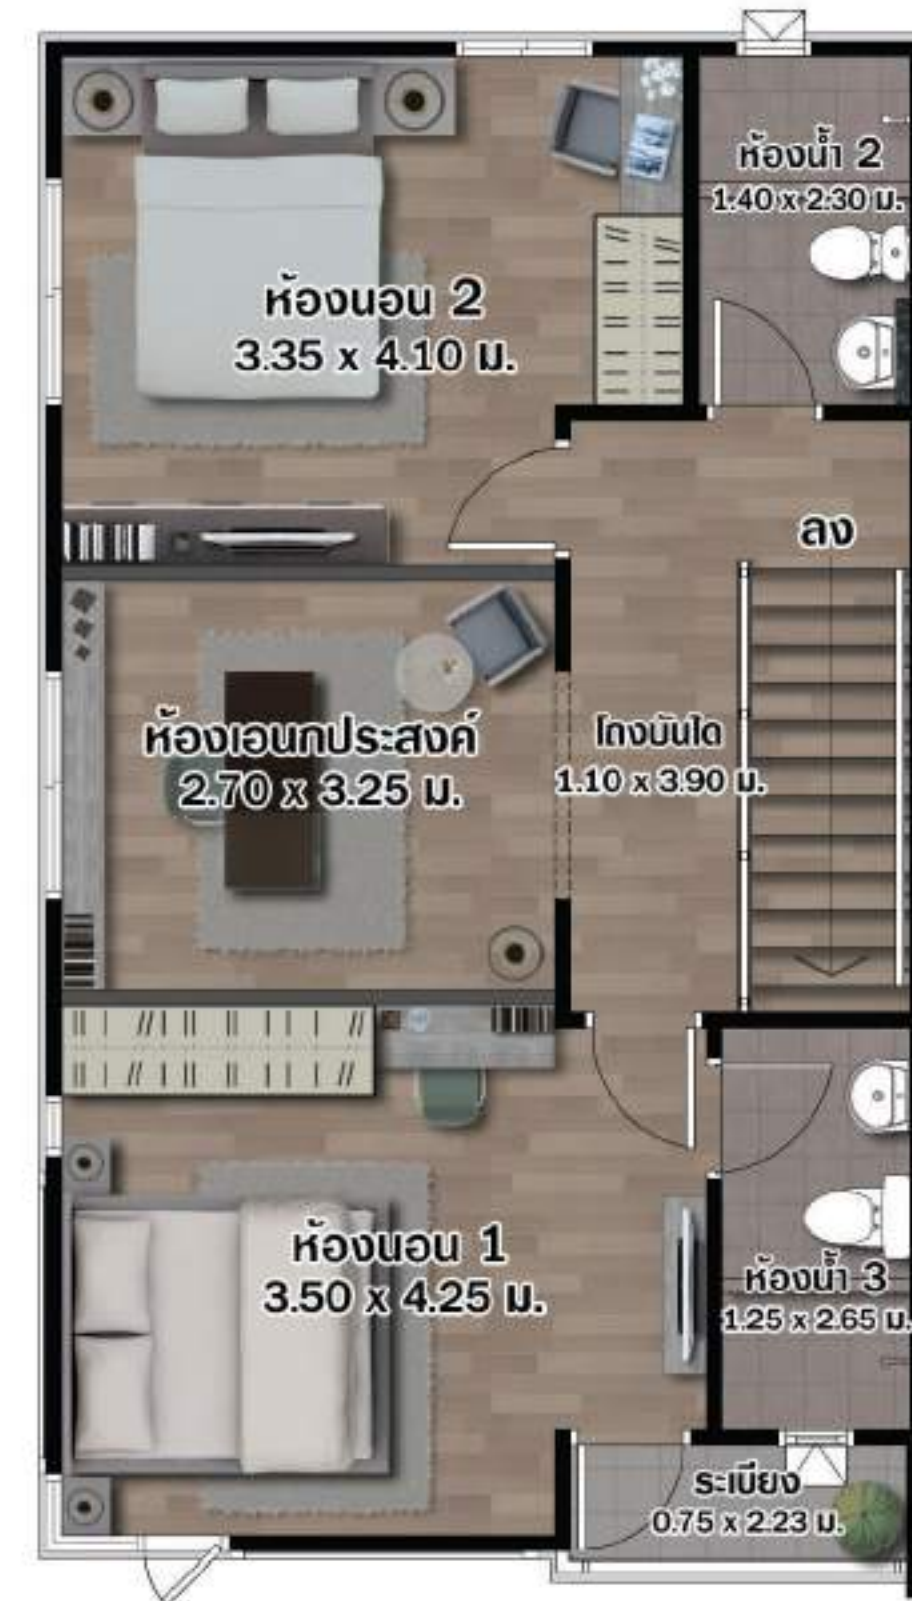 ห้องน้ำ 2
1.40 x 2.30 ม.
ห้องนอน 2
3.35 x 4.10 ม.
ลง
ห้องเอนกประสงค์
2.70 x 3.25 ม.
โถงบันได
1.10 x 3.90 ม.
ห้องนอน 1
3.50 x 4.25 ม.
ห้องน้ำ 3
1.25 x 2.65 ม.
ระเบียง
0.75 x 2.23 ม.